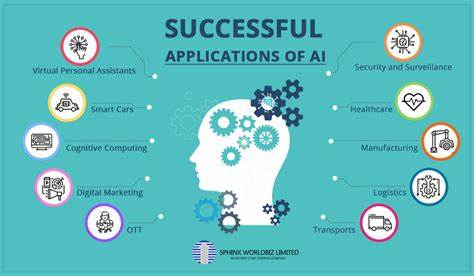 SUCCESSFUL
APPLICATIONS OF AI
Virtual Personal Assistants
Smart Cars
Cognitive Computing
Digital Marketing
OTT
Security and Surveillance
Healthcare
Manufacturing
Logistics
Transports
SPHINX WORLDBIZ LIMITED